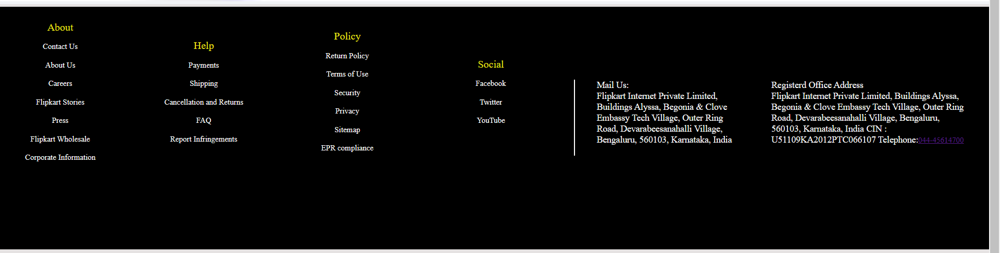 About
Contact Us
About Us
Careers
Flipkart Stories
Press
Flipkart Wholesale
Corporate Information
Help
Payments
Shipping
Cancellation and Returns
FAQ
Report Infringements
Policy
Return Policy
Terms of Use
Security
Privacy
Sitemap
EPR compliance
Social
Facebook
Twitter
YouTube
Mail Us:
Flipkart Internet Private Limited,
Buildings Alyssa, Begonia & Clove
Embassy Tech Village, Outer Ring
Road, Devarabeesanahalli Village,
Bengaluru, 560103, Karnataka, India
Registerd Office Address
Flipkart Internet Private Limited, Buildings Alyssa,
Begonia & Clove Embassy Tech Village, Outer Ring
Road, Devarabeesanahalli Village, Bengaluru,
560103, Karnataka, India CIN :
U51109KA2012PTC066107 Telephone:044-45614700